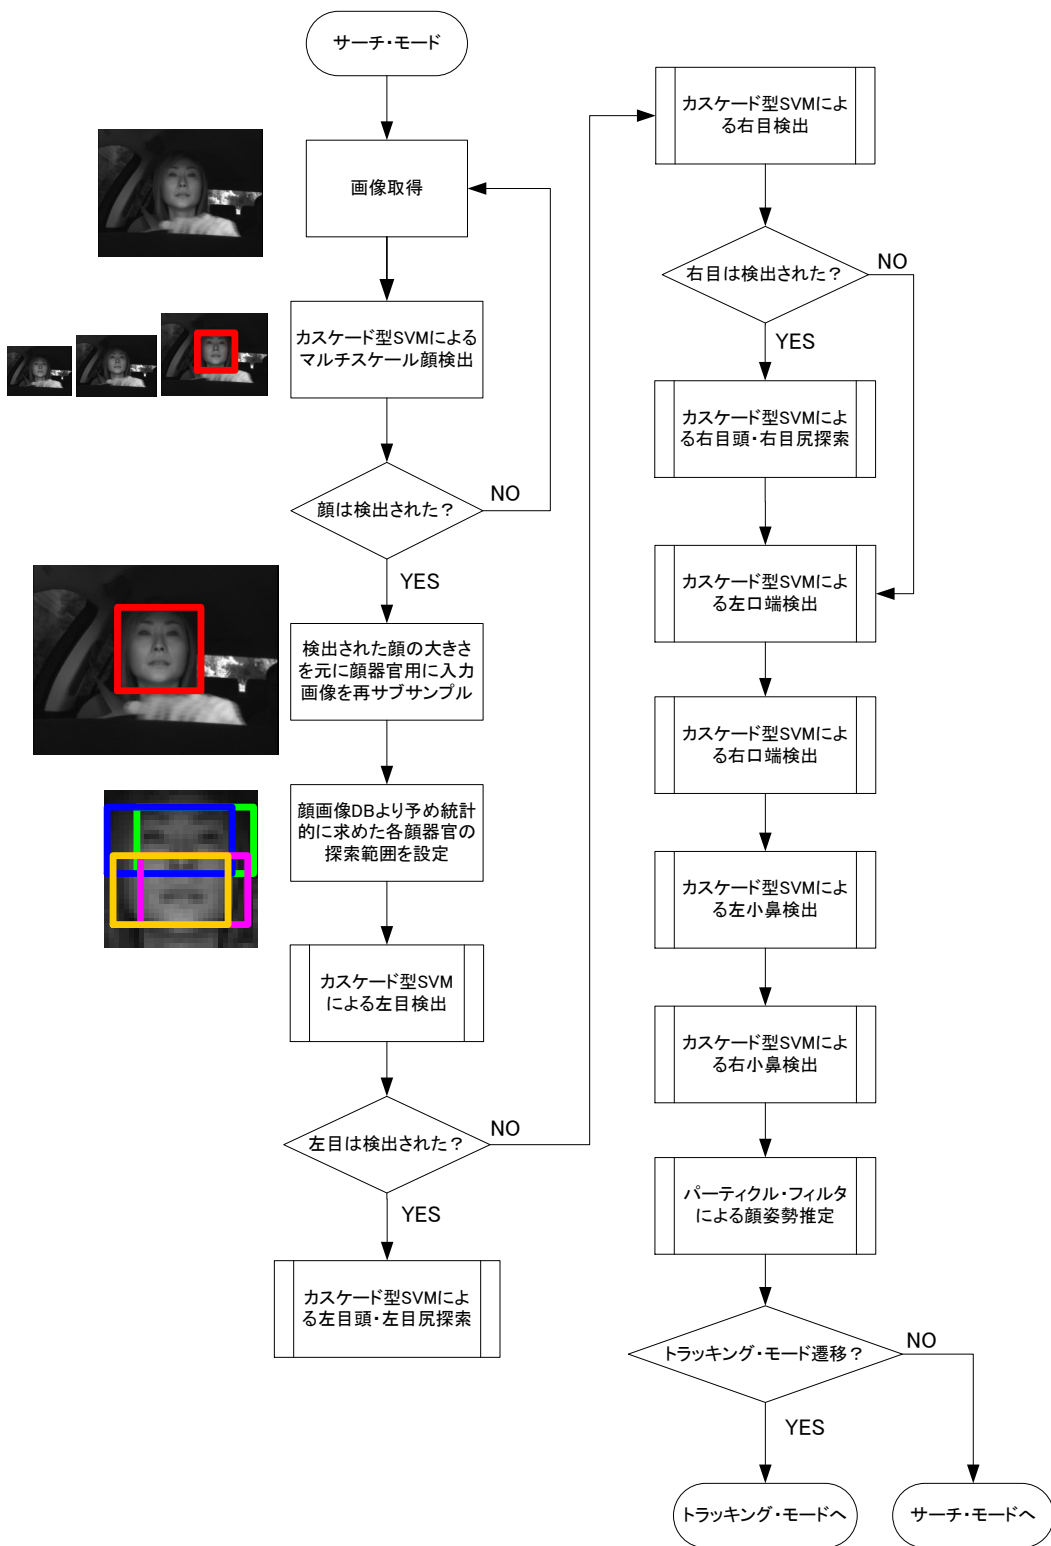 サーチ・モード
画像取得
カスケード型SVMによる
マルチスケール顔検出
顔は検出された？
NO
YES
検出された顔の大きさ
を元に顔器官用に入力
画像を再サブサンプル
顔画像DBより予め統計
的に求めた各顔器官の
探索範囲を設定
カスケード型SVM
による左目検出
左目は検出された？
NO
YES
カスケード型SVMによ
る左目頭・左目尻探索
カスケード型SVMによ
る右目検出
右目は検出された？
NO
YES
カスケード型SVMによ
る右目頭・右目尻探索
カスケード型SVMによ
る左口端検出
カスケード型SVMによ
る右口端検出
カスケード型SVMによ
る左小鼻検出
カスケード型SVMによ
る右小鼻検出
パーティクル・フィルタ
による顔姿勢推定
トラッキング・モード遷移？
NO
YES
トラッキング・モードへ
サーチ・モードへ